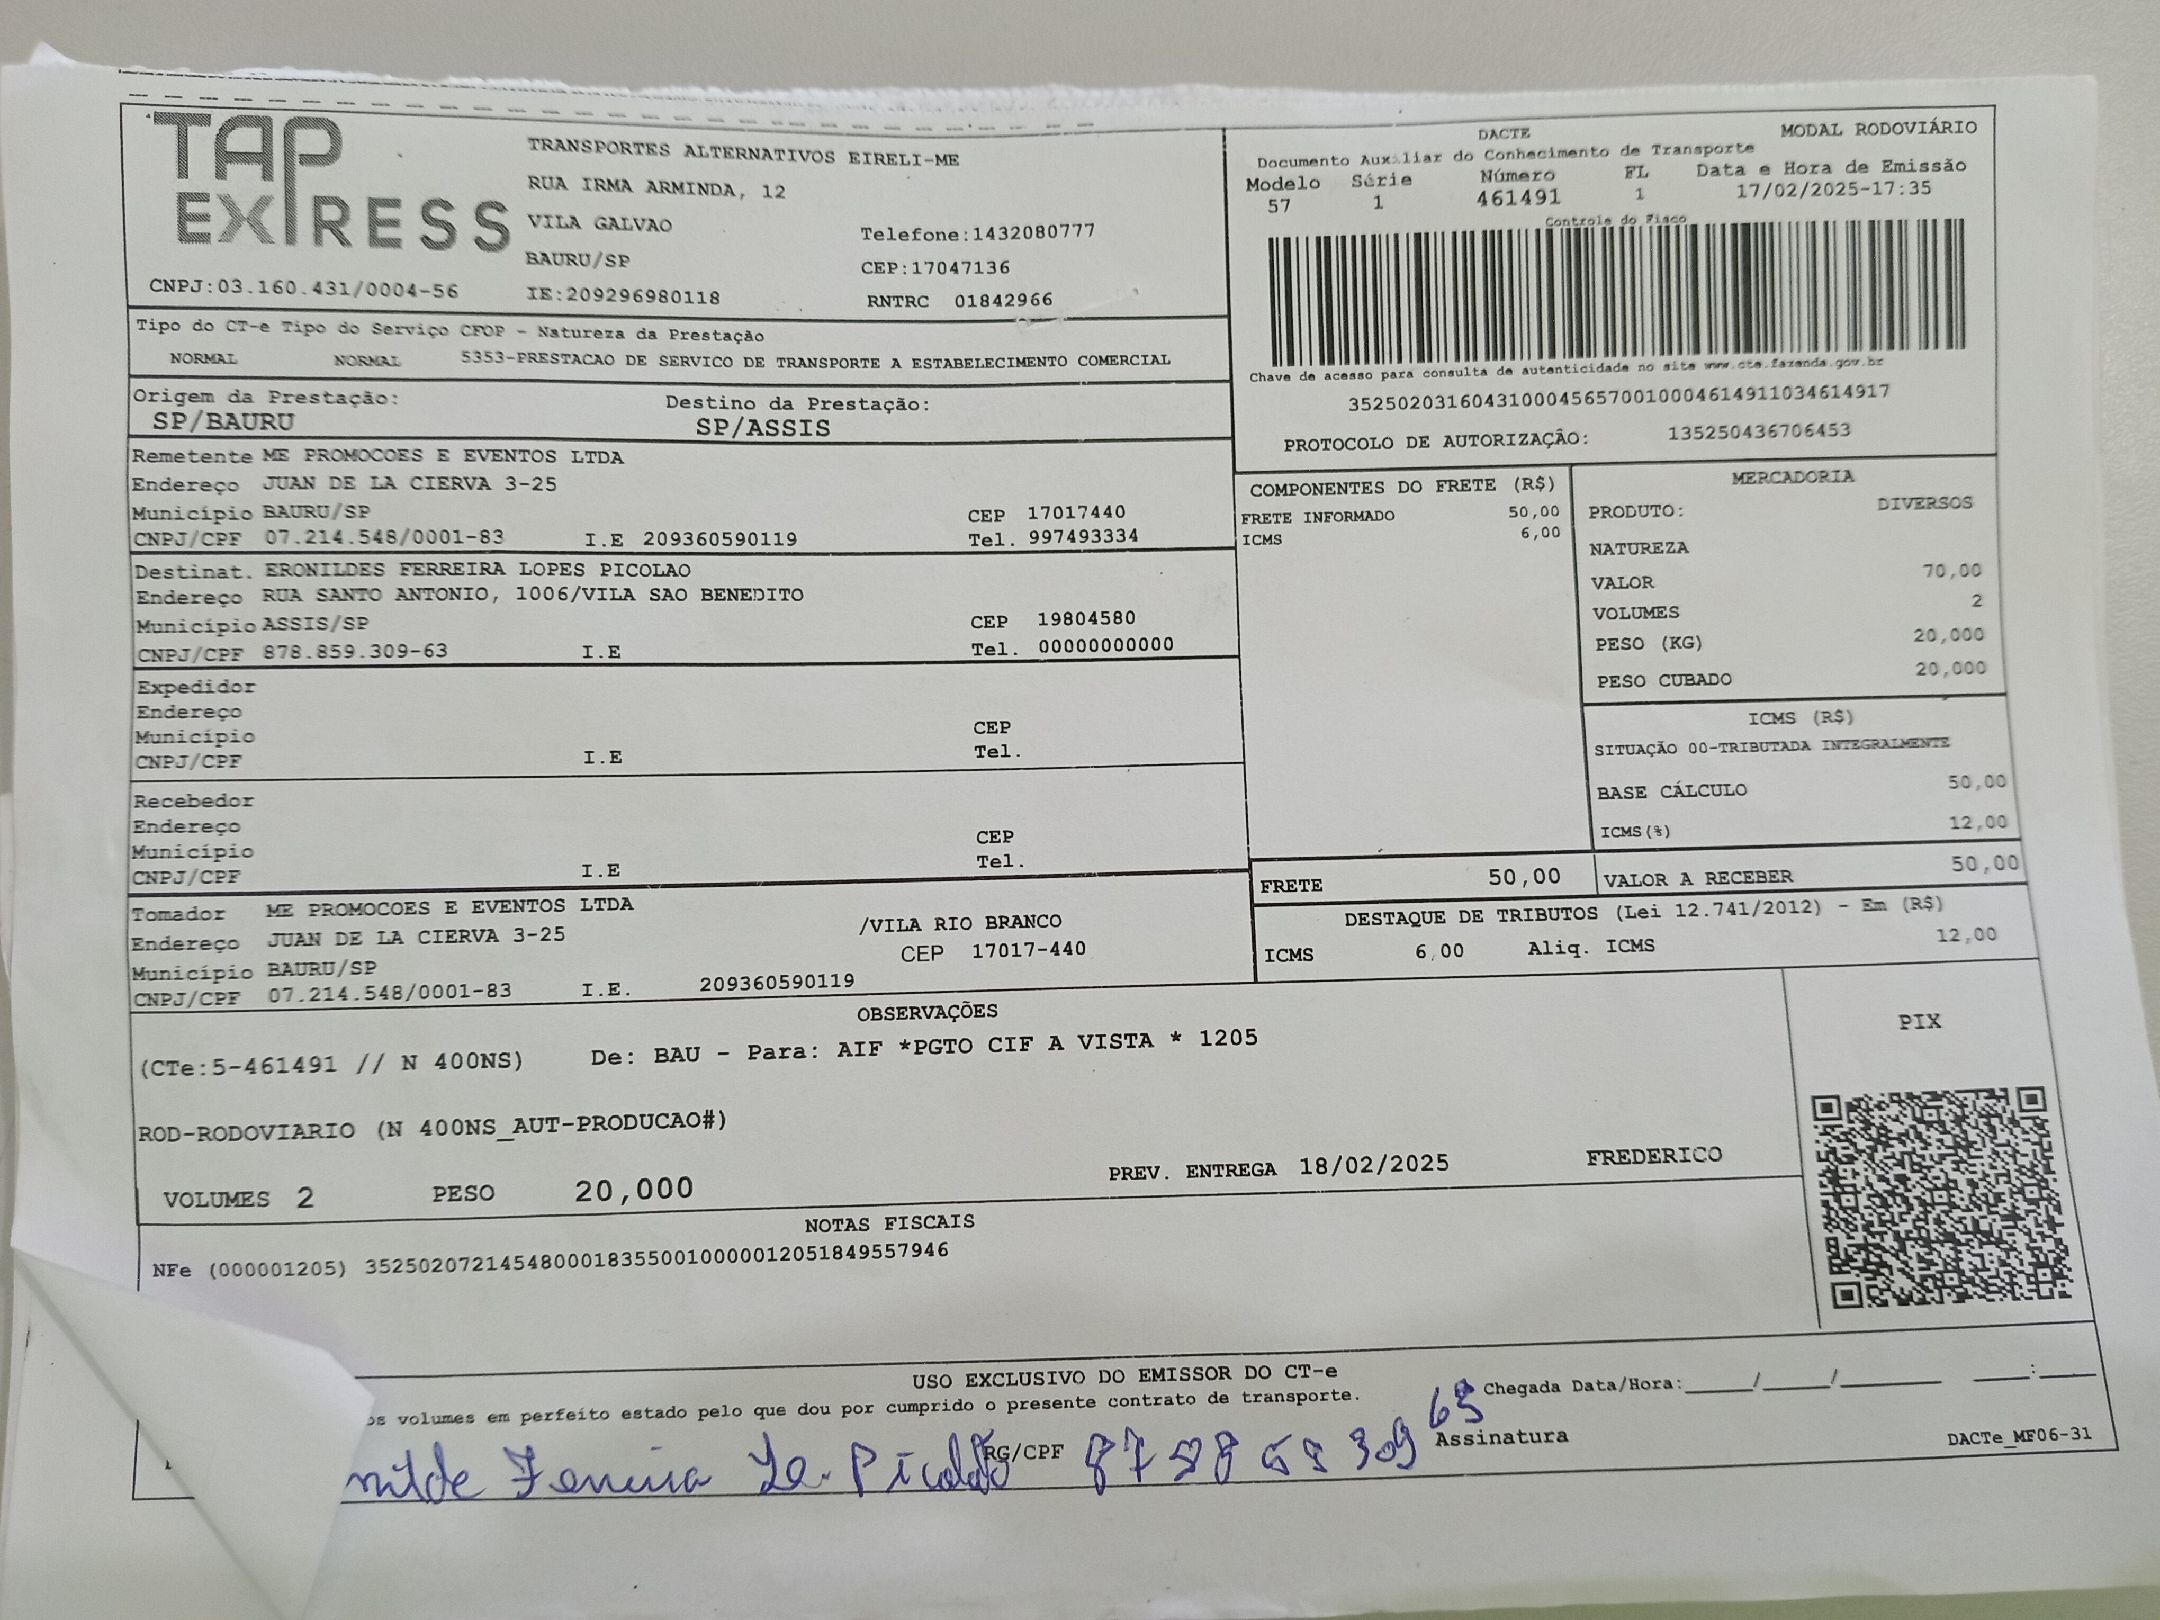 TAP EXPRESS
TRANSPORTES ALTERNATIVOS EIRELI-ME
RUA IRMA ARMINDA, 12
VILA GALVAO
Telefone:1432080777
BAURU/SP
CEP:17047136
CNPJ:03.160.431/0004-56
IE:209296980118
RNTRC 01842966
DACTE
MODAL RODOVIÁRIO
Documento Auxiliar do Conhecimento de Transporte
Modelo Série Número FL Data e Hora de Emissão
57 1 461491 1 17/02/2025-17:35
Controle do Fisco
Chave de acesso para consulta de autenticidade no site www.cte.fazenda.gov.br
35250203160431000456570010004614911034614917
PROTOCOLO DE AUTORIZAÇÃO: 135250436706453
Tipo do CT-e Tipo do Serviço CFOP - Natureza da Prestação
NORMAL NORMAL 5353-PRESTACAO DE SERVICO DE TRANSPORTE A ESTABELECIMENTO COMERCIAL
Origem da Prestação: Destino da Prestação:
SP/BAURU SP/ASSIS
Remetente ME PROMOCOES E EVENTOS LTDA
Endereço JUAN DE LA CIERVA 3-25
Município BAURU/SP CEP 17017440
CNPJ/CPF 07.214.548/0001-83 I.E 209360590119 Tel. 997493334
Destinat. ERONILDES FERREIRA LOPES PICOLAO
Endereço RUA SANTO ANTONIO, 1006/VILA SAO BENEDITO
Município ASSIS/SP CEP 19804580
CNPJ/CPF 878.859.309-63 I.E Tel. 00000000000
Expedidor
Endereço
Município CEP
CNPJ/CPF I.E Tel.
Recebedor
Endereço
Município CEP
CNPJ/CPF I.E Tel.
Tomador ME PROMOCOES E EVENTOS LTDA
Endereço JUAN DE LA CIERVA 3-25 /VILA RIO BRANCO
Município BAURU/SP CEP 17017-440
CNPJ/CPF 07.214.548/0001-83 I.E. 209360590119
COMPONENTES DO FRETE (R$)
FRETE INFORMADO 50,00
ICMS 6,00
MERCADORIA
PRODUTO: DIVERSOS
NATUREZA
VALOR 70,00
VOLUMES 2
PESO (KG) 20,000
PESO CUBADO 20,000
ICMS (R$)
SITUAÇÃO 00-TRIBUTADA INTEGRALMENTE
BASE CÁLCULO 50,00
ICMS(%) 12,00
FRETE 50,00 VALOR A RECEBER 50,00
DESTAQUE DE TRIBUTOS (Lei 12.741/2012) - Em (R$)
ICMS 6,00 Aliq. ICMS 12,00
OBSERVAÇÕES
(CTe:5-461491 // N 400NS) De: BAU - Para: AIF *PGTO CIF A VISTA * 1205
ROD-RODOVIARIO (N 400NS_AUT-PRODUCAO#)
VOLUMES 2 PESO 20,000 PREV. ENTREGA 18/02/2025 FREDERICO
PIX
NOTAS FISCAIS
NFe (000001205) 35250207214548000183550010000012051849557946
USO EXCLUSIVO DO EMISSOR DO CT-e
os volumes em perfeito estado pelo que dou por cumprido o presente contrato de transporte.
Chegada Data/Hora:_____/_____/_______ ____:____
63
nilde Ferreira Picolão RG/CPF 309 Assinatura
DACTe_MF06-31